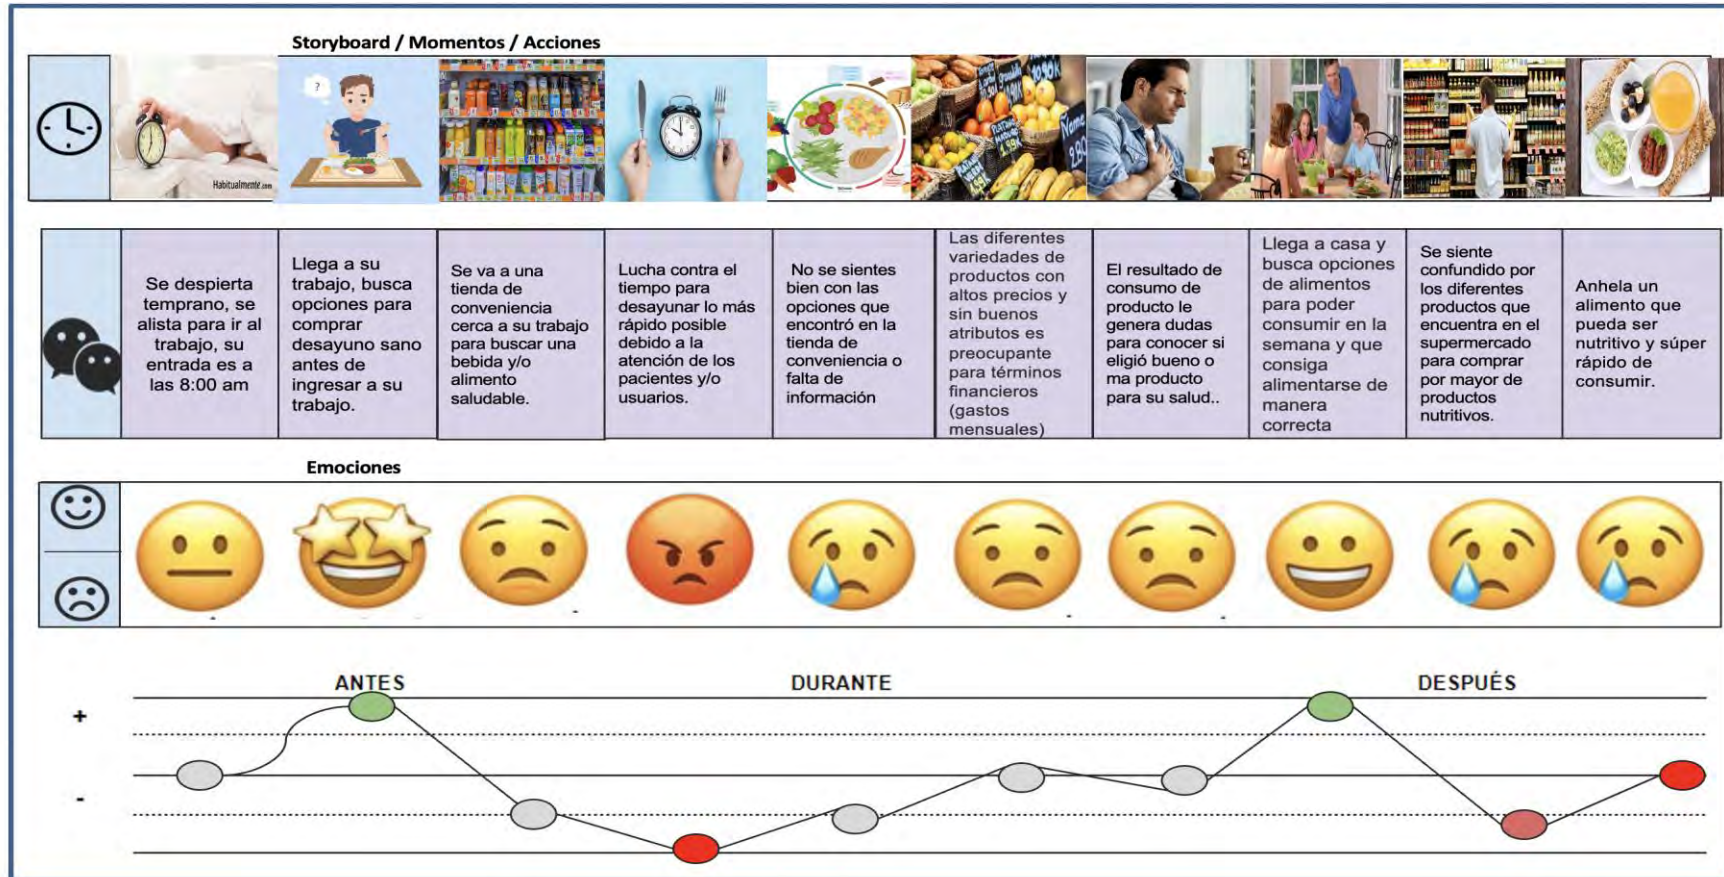 Storyboard / Momentos / Acciones
Habitualmente.com
?
Se despierta
temprano, se
alista para ir al
trabajo, su
entrada es a
las 8:00 am
Llega a su
trabajo, busca
opciones para
comprar
desayuno sano
antes de
ingresar a su
trabajo.
Se va a una
tienda de
conveniencia
cerca a su trabajo
para buscar una
bebida y/o
alimento
saludable.
Lucha contra el
tiempo para
desayunar lo más
rápido posible
debido a la
atención de los
pacientes y/o
usuarios.
No se sientes
bien con las
opciones que
encontró en la
tienda de
conveniencia o
falta de
información
Las diferentes
variedades de
productos con
altos precios y
sin buenos
atributos es
preocupante
para términos
financieros
(gastos
mensuales)
El resultado de
consumo de
producto le
genera dudas
para conocer si
eligió bueno o
ma producto
para su salud..
Llega a casa y
busca opciones
de alimentos
para poder
consumir en la
semana y que
consiga
alimentarse de
manera
correcta
Se siente
confundido por
los diferentes
productos que
encuentra en el
supermercado
para comprar
por mayor de
productos
nutritivos.
Anhela un
alimento que
pueda ser
nutritivo y súper
rápido de
consumir.
Emociones
ANTES
DURANTE
DESPUÉS
+
-